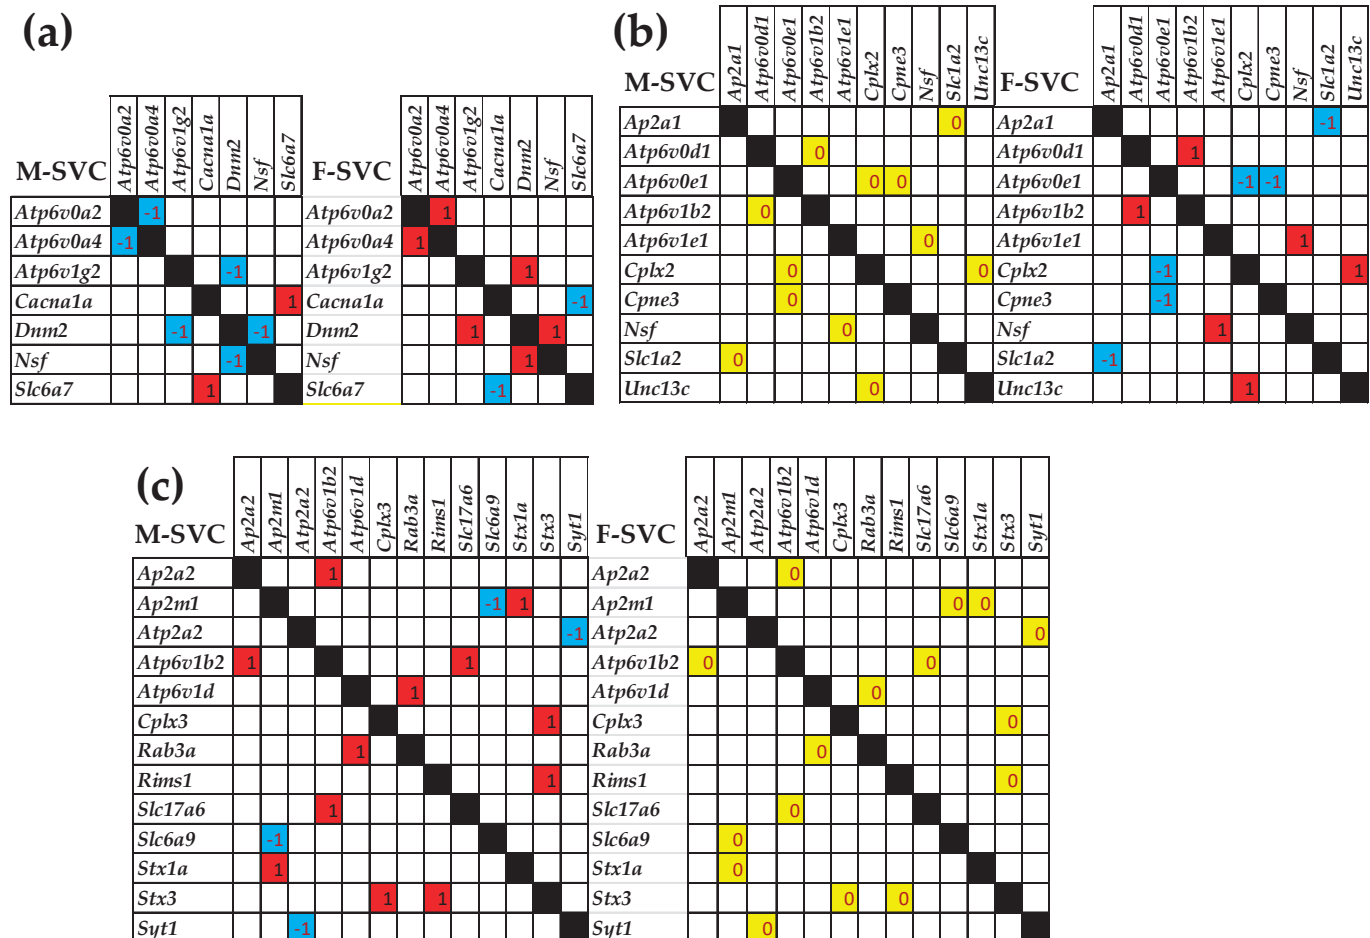 (a)
M-SVC Atp6v0a2 Atp6v0a4 Atp6v1g2 Cacna1a Dnm2 Nsf Slc6a7
Atp6v0a2 -1
Atp6v0a4 -1
Atp6v1g2 -1
Cacna1a 1
Dnm2 -1 -1
Nsf -1
Slc6a7 1
F-SVC Atp6v0a2 Atp6v0a4 Atp6v1g2 Cacna1a Dnm2 Nsf Slc6a7
Atp6v0a2 1
Atp6v0a4 1
Atp6v1g2 1
Cacna1a -1
Dnm2 1 1
Nsf 1
Slc6a7 -1
(b)
M-SVC Ap2a1 Atp6v0d1 Atp6v0e1 Atp6v1b2 Atp6v1e1 Cplx2 Cpne3 Nsf Slc1a2 Unc13c
Ap2a1 0
Atp6v0d1 0
Atp6v0e1 0 0
Atp6v1b2 0
Atp6v1e1 0
Cplx2 0 0
Cpne3 0
Nsf 0
Slc1a2 0
Unc13c 0
F-SVC Ap2a1 Atp6v0d1 Atp6v0e1 Atp6v1b2 Atp6v1e1 Cplx2 Cpne3 Nsf Slc1a2 Unc13c
Ap2a1 -1
Atp6v0d1 1
Atp6v0e1 -1 -1
Atp6v1b2 1
Atp6v1e1 1
Cplx2 -1 1
Cpne3 -1
Nsf 1
Slc1a2 -1
Unc13c 1
(c)
M-SVC Ap2a2 Ap2m1 Atp2a2 Atp6v1b2 Atp6v1d Cplx3 Rab3a Rims1 Slc17a6 Slc6a9 Stx1a Stx3 Syt1
Ap2a2 1
Ap2m1 -1 1
Atp2a2 -1
Atp6v1b2 1 1
Atp6v1d 1
Cplx3 1
Rab3a 1
Rims1 1
Slc17a6 1
Slc6a9 -1
Stx1a 1
Stx3 1 1
Syt1 -1
F-SVC Ap2a2 Ap2m1 Atp2a2 Atp6v1b2 Atp6v1d Cplx3 Rab3a Rims1 Slc17a6 Slc6a9 Stx1a Stx3 Syt1
Ap2a2 0
Ap2m1 0 0
Atp2a2 0
Atp6v1b2 0 0
Atp6v1d 0
Cplx3 0
Rab3a 0
Rims1 0
Slc17a6 0
Slc6a9 0
Stx1a 0
Stx3 0 0
Syt1 0